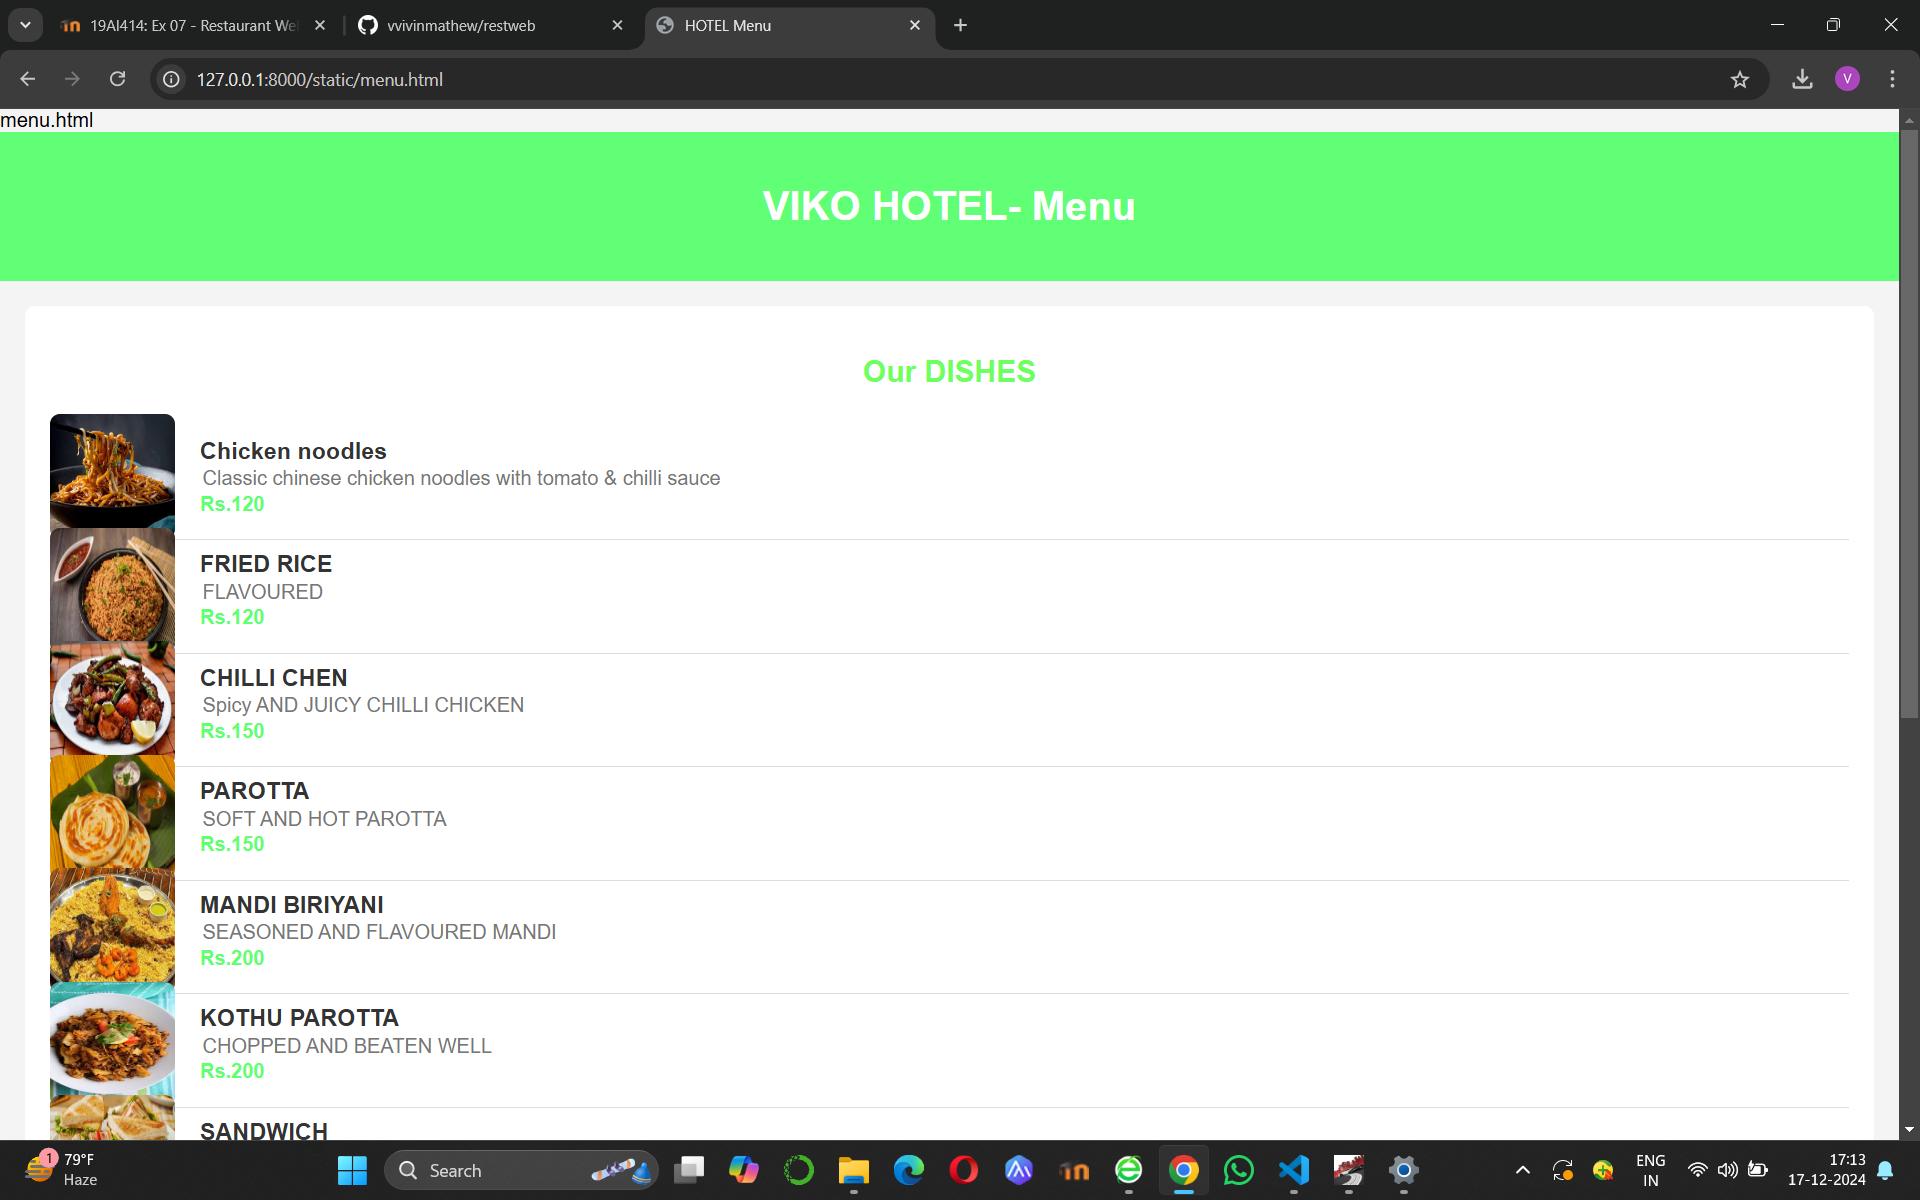 19AI414: Ex 07 - Restaurant We
vvivinmathew/restweb
HOTEL Menu
127.0.0.1:8000/static/menu.html
V
menu.html
VIKO HOTEL- Menu
Our DISHES
Chicken noodles
Classic chinese chicken noodles with tomato & chilli sauce
Rs.120
FRIED RICE
FLAVOURED
Rs.120
CHILLI CHEN
Spicy AND JUICY CHILLI CHICKEN
Rs.150
PAROTTA
SOFT AND HOT PAROTTA
Rs.150
MANDI BIRIYANI
SEASONED AND FLAVOURED MANDI
Rs.200
KOTHU PAROTTA
CHOPPED AND BEATEN WELL
Rs.200
SANDWICH
1
79°F
Haze
Search
ENG
IN
17:13
17-12-2024